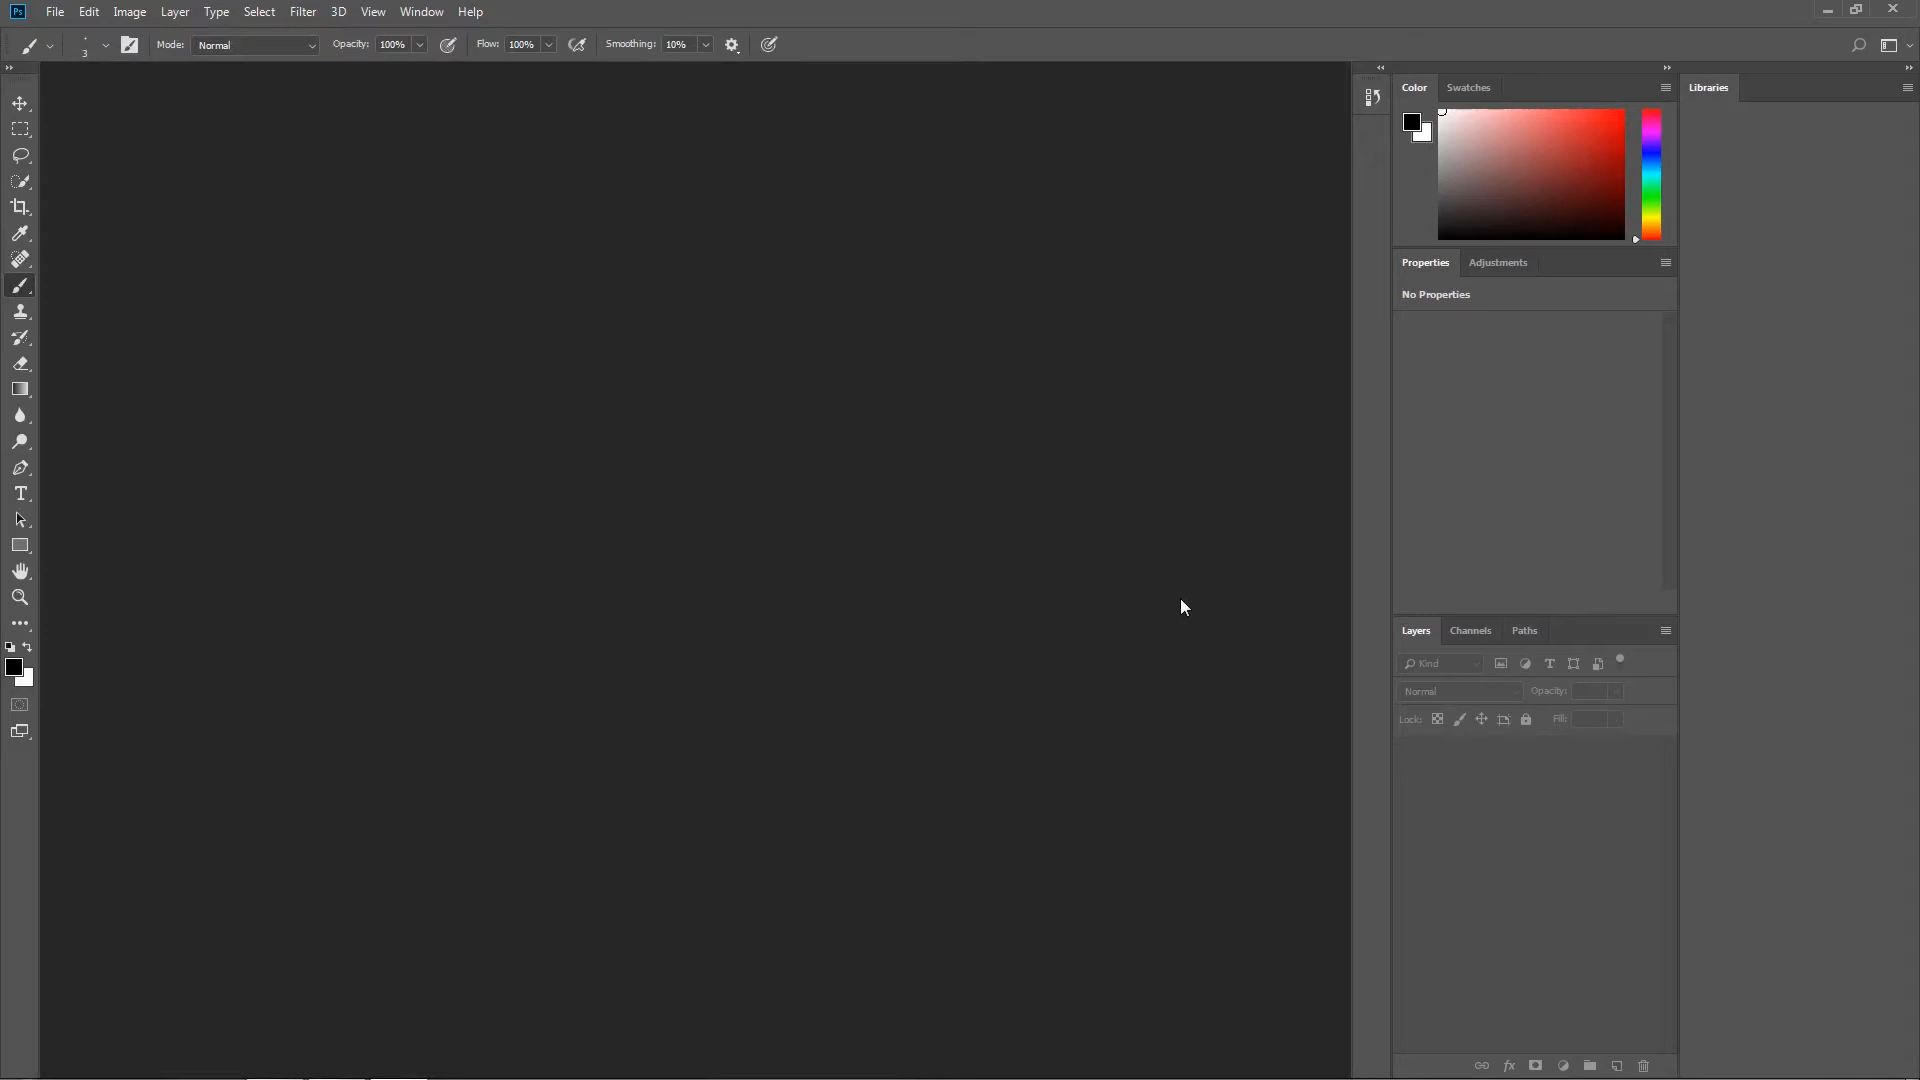 Ps File Edit Image Layer Type Select Filter 3D View Window Help
3 Mode: Normal Opacity: 100% Flow: 100% Smoothing: 10%
Color Swatches
Libraries
Properties Adjustments
No Properties
Layers Channels Paths
Kind
Normal Opacity:
Lock: Fill:
fx